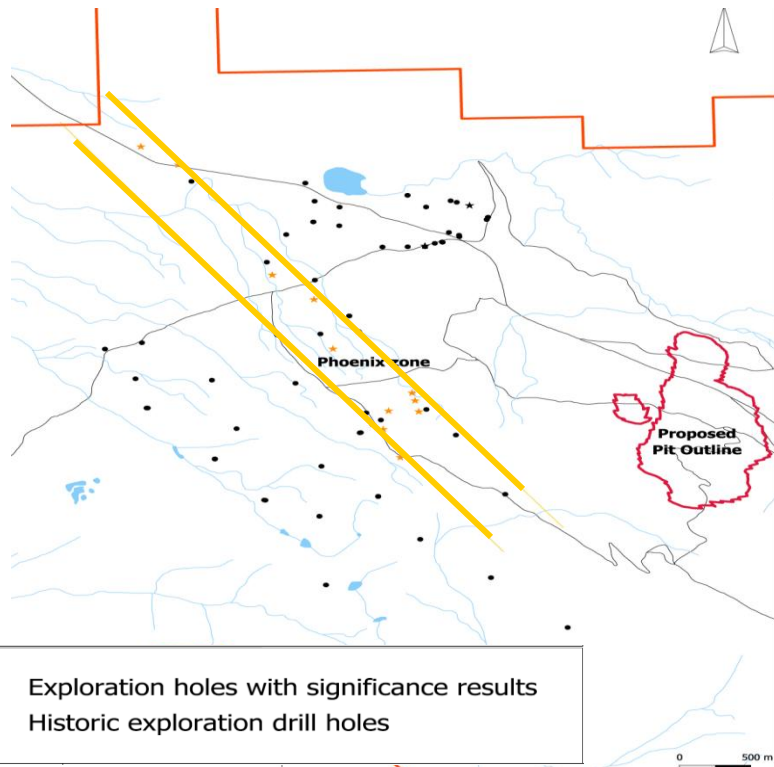 Phoenix zone
Proposed
Pit Outline
Exploration holes with significance results
Historic exploration drill holes
0 500 m